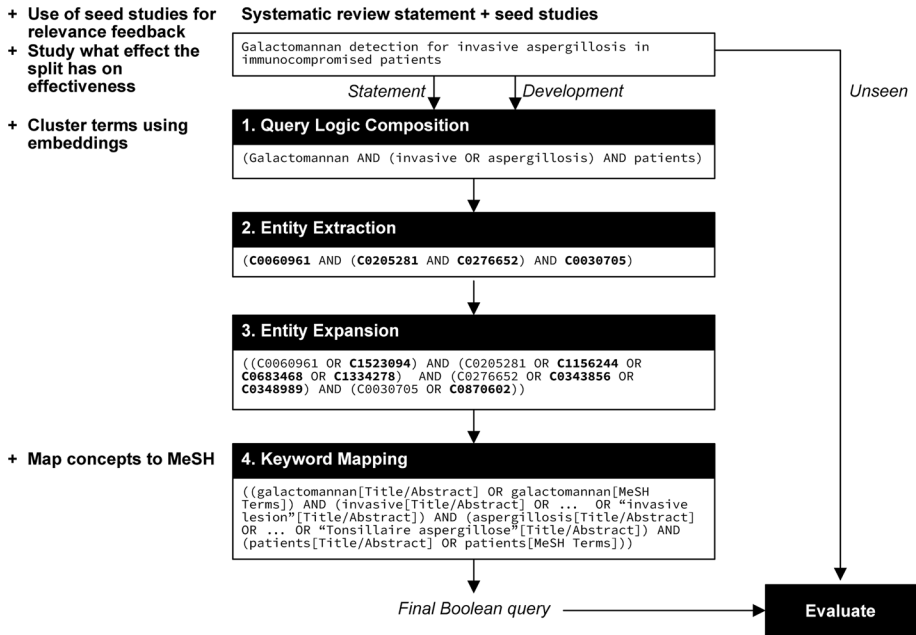 + Use of seed studies for
relevance feedback
+ Study what effect the
split has on
effectiveness
Systematic review statement + seed studies
Galactomannan detection for invasive aspergillosis in
immunocompromised patients
Statement
Development
Unseen
+ Cluster terms using
embeddings
1. Query Logic Composition
(Galactomannan AND (invasive OR aspergillosis) AND patients)
2. Entity Extraction
(C0060961 AND (C0205281 AND C0276652) AND C0030705)
3. Entity Expansion
((C0060961 OR C1523094) AND (C0205281 OR C1156244 OR
C0683468 OR C1334278) AND (C0276652 OR C0343856 OR
C0348989) AND (C0030705 OR C0870602))
+ Map concepts to MeSH
4. Keyword Mapping
((galactomannan[Title/Abstract] OR galactomannan[MeSH
Terms]) AND (invasive[Title/Abstract] OR ... OR “invasive
lesion”[Title/Abstract]) AND (aspergillosis[Title/Abstract]
OR ... OR “Tonsillaire aspergillose”[Title/Abstract]) AND
(patients[Title/Abstract] OR patients[MeSH Terms]))
Final Boolean query
Evaluate